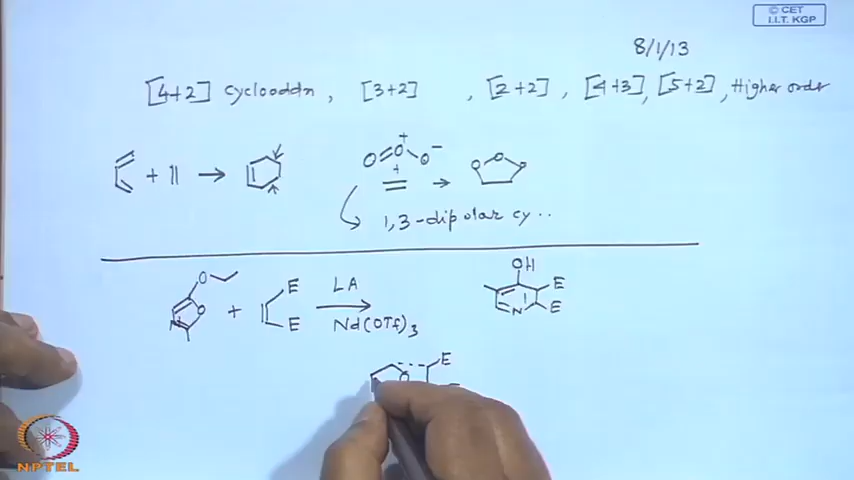 © CET
I.I.T. KGP
8/1/13
[4+2] cycloaddn, [3+2], [2+2], [4+3], [5+2], Higher order
+ || → O=O+-O-
+
=
→ O O O
1,3-dipolar cy ..
O E
N O + E LA
Nd(OTf)3
OH
E
N E
E
O
NPTEL